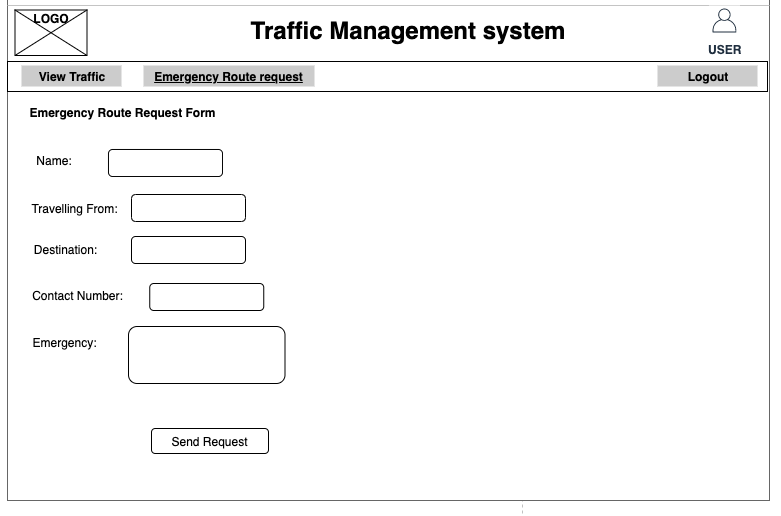 LOGO
Traffic Management system
USER
View Traffic
Emergency Route request
Logout
Emergency Route Request Form
Name:
Travelling From:
Destination:
Contact Number:
Emergency:
Send Request